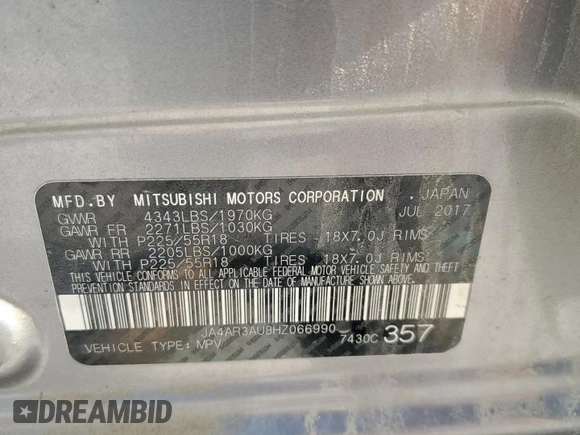 MFD.BY MITSUBISHI MOTORS CORPORATION . JAPAN
GVWR 4343LBS/1970KG JUL 2017
GAWR FR 2271LBS/1030KG
WITH P225/55R18 TIRES 18X7.0J RIMS
GAWR RR 2205LBS/1000KG
WITH P225/55R18 TIRES 18X7.0J RIMS
THIS VEHICLE CONFORMS TO ALL APPLICABLE FEDERAL MOTOR VEHICLE SAFETY AND THEFT
PREVENTION STANDARDS IN EFFECT ON THE DATE OF MANUFACTURE SHOWN ABOVE.
JA4AR3AU8HZ066990
VEHICLE TYPE: MPV 7430C 357
DREAMBID